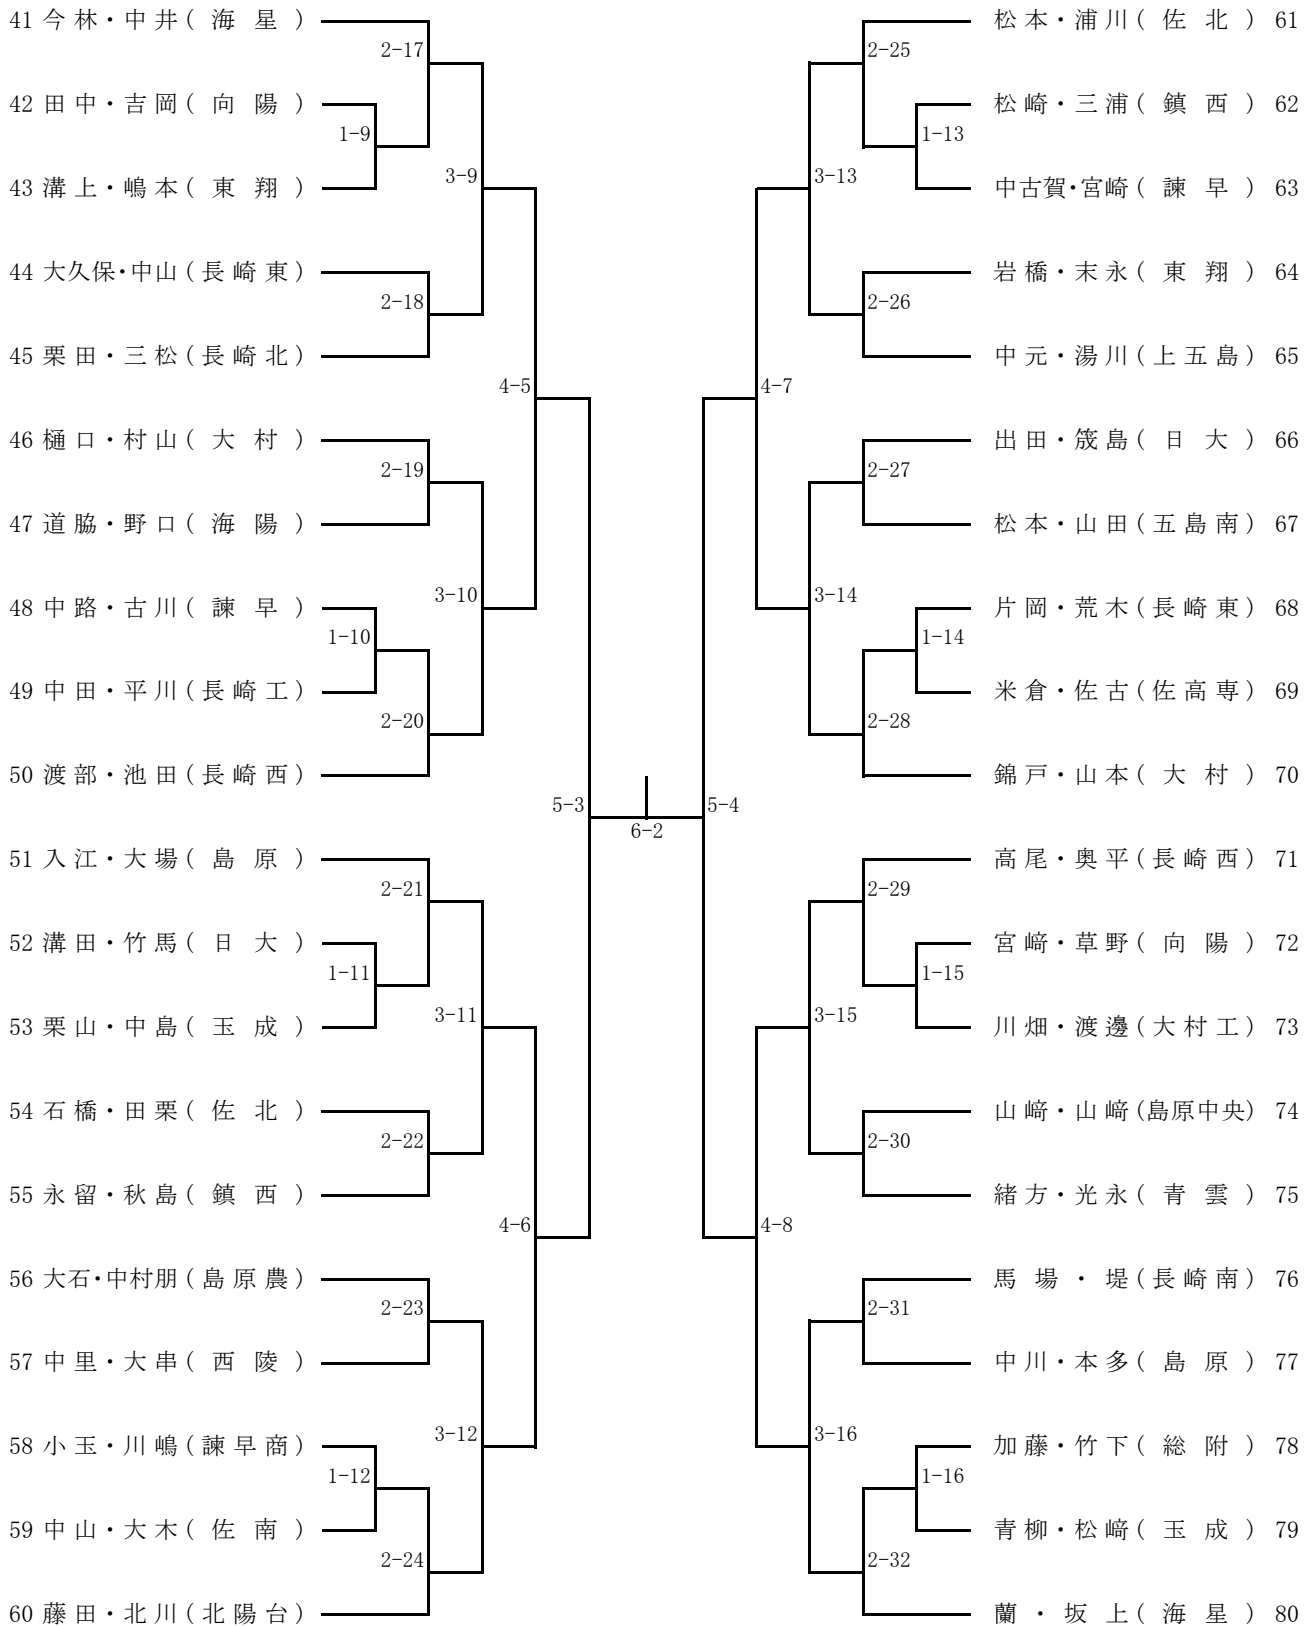 41 今林・中井(海星)
2-17
42 田中・吉岡(向陽)
1-9
43 溝上・嶋本(東翔)
3-9
44 大久保・中山(長崎東)
2-18
45 栗田・三松(長崎北)
4-5
46 樋口・村山(大村)
2-19
47 道脇・野口(海陽)
3-10
48 中路・古川(諫早)
1-10
49 中田・平川(長崎工)
2-20
50 渡部・池田(長崎西)
5-3
51 入江・大場(島原)
2-21
52 溝田・竹馬(日大)
1-11
53 栗山・中島(玉成)
3-11
54 石橋・田栗(佐北)
2-22
55 永留・秋島(鎮西)
4-6
56 大石・中村朋(島原農)
2-23
57 中里・大串(西陵)
3-12
58 小玉・川嶋(諫早商)
1-12
59 中山・大木(佐南)
2-24
60 藤田・北川(北陽台)
6-2
松本・浦川(佐北) 61
2-25
松崎・三浦(鎮西) 62
1-13
中古賀・宮崎(諫早) 63
3-13
岩橋・末永(東翔) 64
2-26
中元・湯川(上五島) 65
4-7
出田・筬島(日大) 66
2-27
松本・山田(五島南) 67
3-14
片岡・荒木(長崎東) 68
1-14
米倉・佐古(佐高専) 69
2-28
錦戸・山本(大村) 70
5-4
高尾・奥平(長崎西) 71
2-29
宮﨑・草野(向陽) 72
1-15
川畑・渡邊(大村工) 73
3-15
山﨑・山﨑(島原中央) 74
2-30
緒方・光永(青雲) 75
4-8
馬場・堤(長崎南) 76
2-31
中川・本多(島原) 77
3-16
加藤・竹下(総附) 78
1-16
青柳・松﨑(玉成) 79
2-32
蘭・坂上(海星) 80